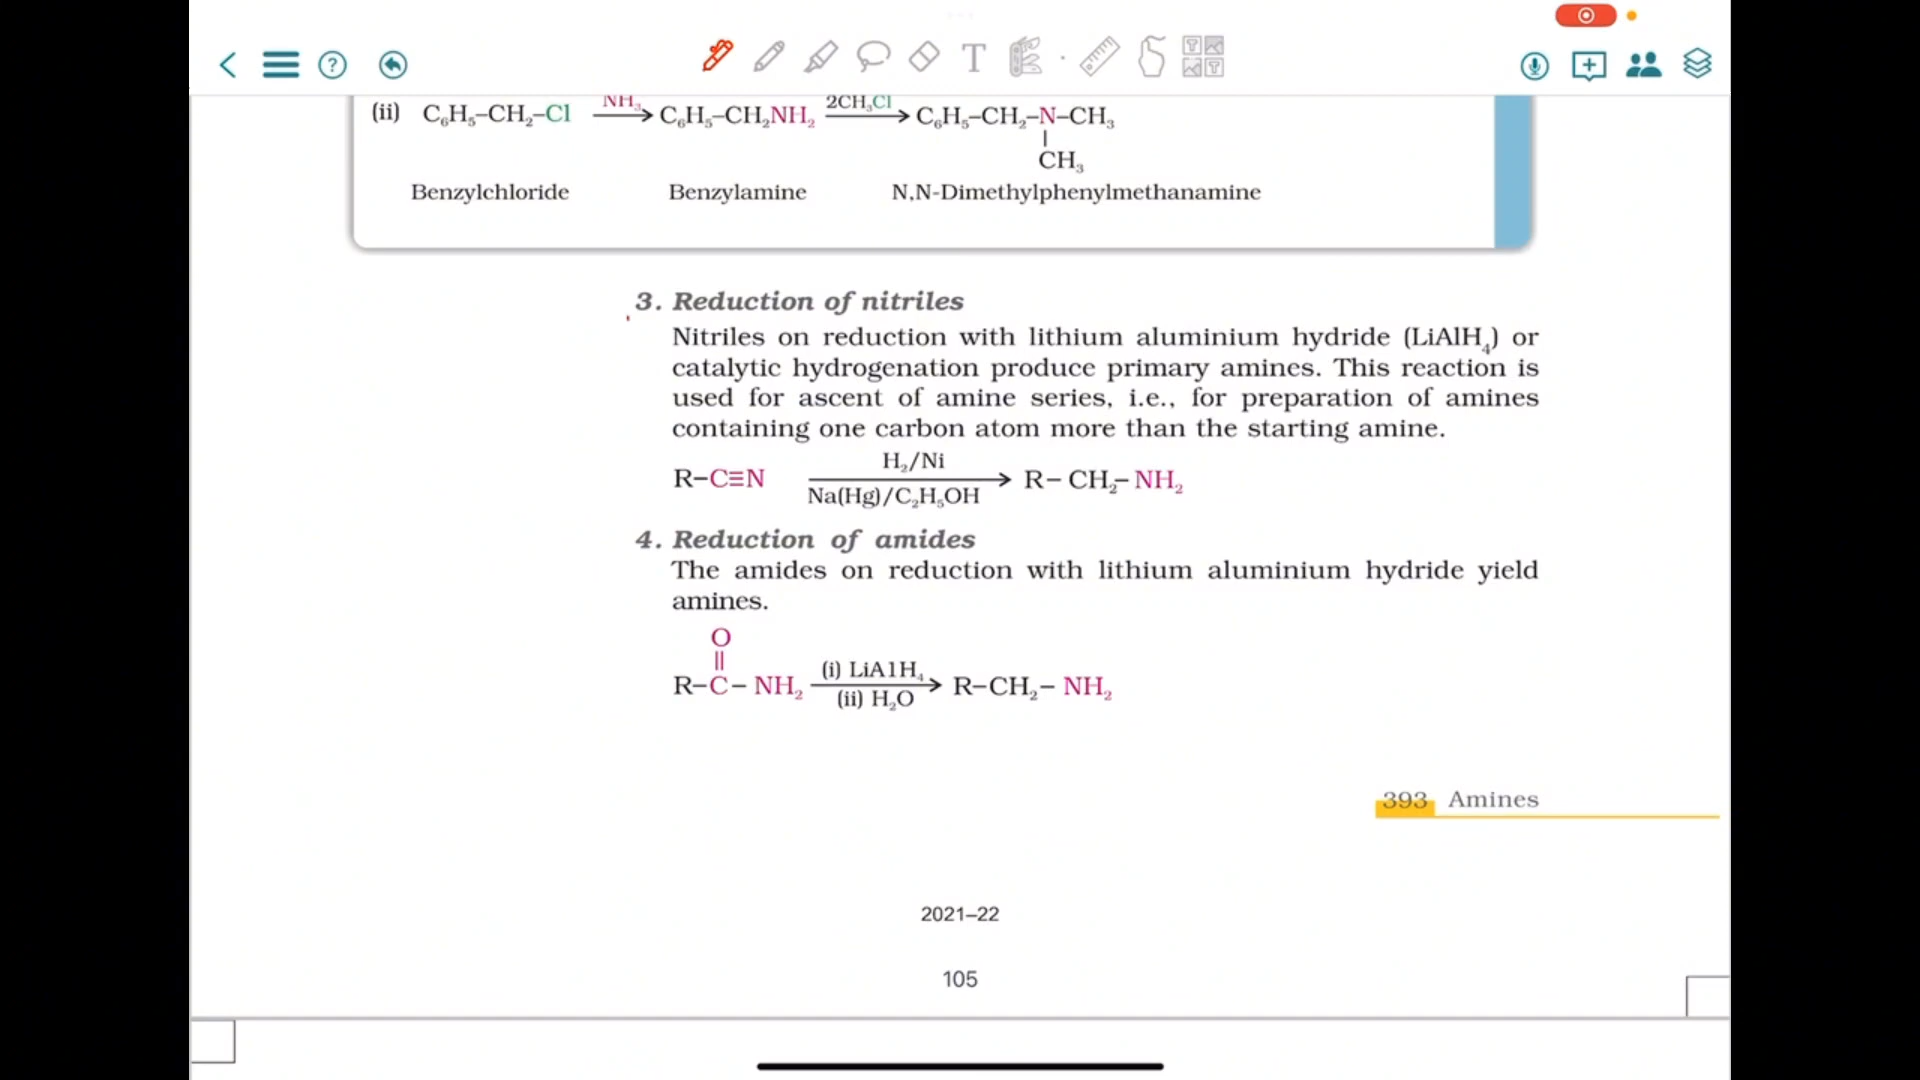 (ii) C₆H₅–CH₂–Cl NH₃ C₆H₅–CH₂NH₂ 2CH₃Cl C₆H₅–CH₂–N–CH₃
CH₃
Benzylchloride Benzylamine N,N-Dimethylphenylmethanamine
3. Reduction of nitriles
Nitriles on reduction with lithium aluminium hydride (LiAlH₄) or
catalytic hydrogenation produce primary amines. This reaction is
used for ascent of amine series, i.e., for preparation of amines
containing one carbon atom more than the starting amine.
H₂/Ni
R–C≡N → R–CH₂–NH₂
Na(Hg)/C₂H₅OH
4. Reduction of amides
The amides on reduction with lithium aluminium hydride yield
amines.
O
(i) LiAlH₄
R–C–NH₂ → R–CH₂–NH₂
(ii) H₂O
393 Amines
2021–22
105